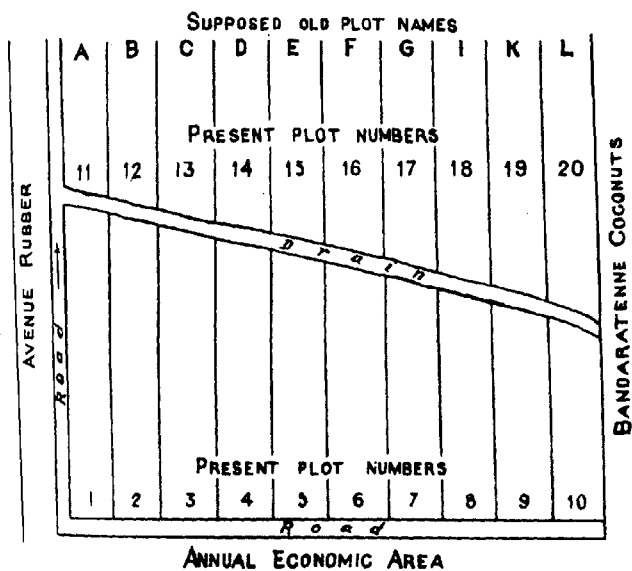 SUPPOSED OLD PLOT NAMES
A B C D E F G I K L
PRESENT PLOT NUMBERS
11 12 13 14 15 16 17 18 19 20
AVENUE RUBBER
Road
Drain
BANDARATENNE COCONUTS
PRESENT PLOT NUMBERS
1 2 3 4 5 6 7 8 9 10
Road
ANNUAL ECONOMIC AREA